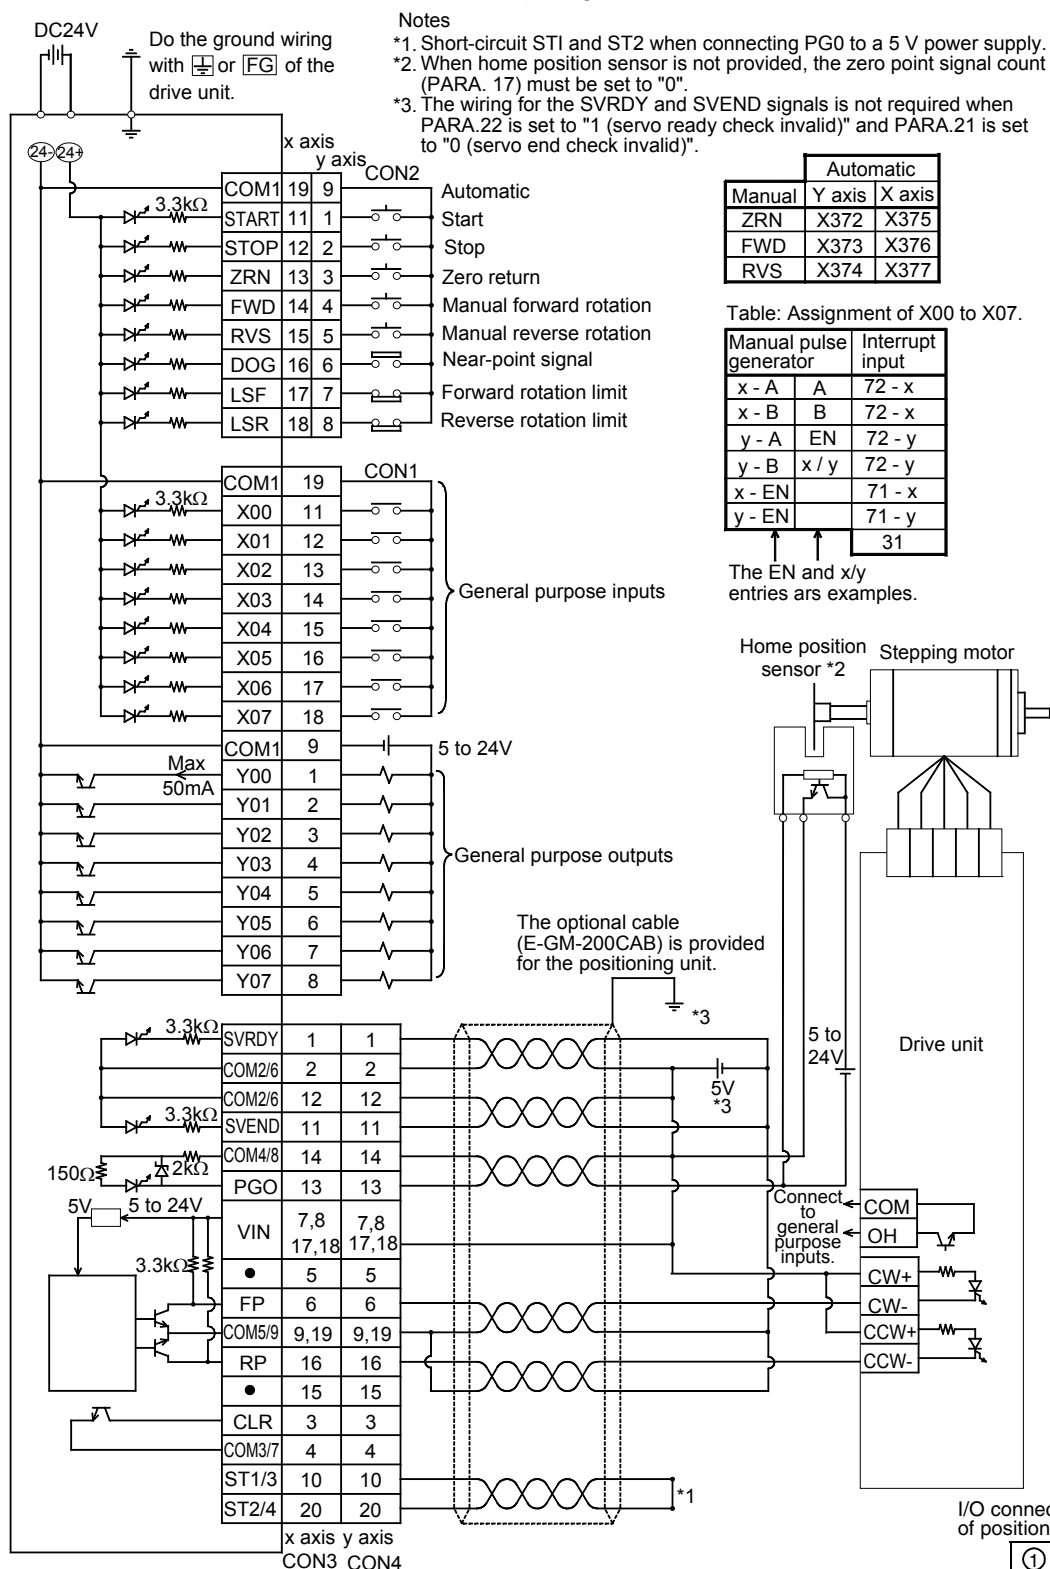 Notes
*1. Short-circuit STI and ST2 when connecting PG0 to a 5 V power supply.
*2. When home position sensor is not provided, the zero point signal count
(PARA. 17) must be set to "0".
*3. The wiring for the SVRDY and SVEND signals is not required when
PARA.22 is set to "1 (servo ready check invalid)" and PARA.21 is set
to "0 (servo end check invalid)".
DC24V
Do the ground wiring
with or FG of the
drive unit.
24- 24+
x axis
y axis
CON2
COM1 19 9 Automatic
3.3kΩ START 11 1 Start
STOP 12 2 Stop
ZRN 13 3 Zero return
FWD 14 4 Manual forward rotation
RVS 15 5 Manual reverse rotation
DOG 16 6 Near-point signal
LSF 17 7 Forward rotation limit
LSR 18 8 Reverse rotation limit
Automatic
Manual Y axis X axis
ZRN X372 X375
FWD X373 X376
RVS X374 X377
Table: Assignment of X00 to X07.
Manual pulse generator Interrupt input
x - A A 72 - x
x - B B 72 - x
y - A EN 72 - y
y - B x / y 72 - y
x - EN 71 - x
y - EN 71 - y
31
The EN and x/y
entries ars examples.
CON1
COM1 19
3.3kΩ X00 11
X01 12
X02 13
X03 14
General purpose inputs
X04 15
X05 16
X06 17
X07 18
COM1 9 5 to 24V
Max 50mA
Y00 1
Y01 2
Y02 3
Y03 4
General purpose outputs
Y04 5
Y05 6
Y06 7
Y07 8
Home position
sensor *2
Stepping motor
The optional cable
(E-GM-200CAB) is provided
for the positioning unit.
*3
5 to
24V
Drive unit
3.3kΩ SVRDY 1 1
COM2/6 2 2
5V
*3
COM2/6 12 12
3.3kΩ SVEND 11 11
COM4/8 14 14
150Ω 2kΩ
PGO 13 13
5V 5 to 24V
VIN 7,8 17,18 7,8 17,18
3.3kΩ
● 5 5
FP 6 6
COM5/9 9,19 9,19
RP 16 16
● 15 15
CLR 3 3
COM3/7 4 4
ST1/3 10 10
*1
ST2/4 20 20
x axis y axis
CON3 CON4
Connect
to
general
purpose
inputs.
COM
OH
CW+
CW-
CCW+
CCW-
I/O connec
of position
①